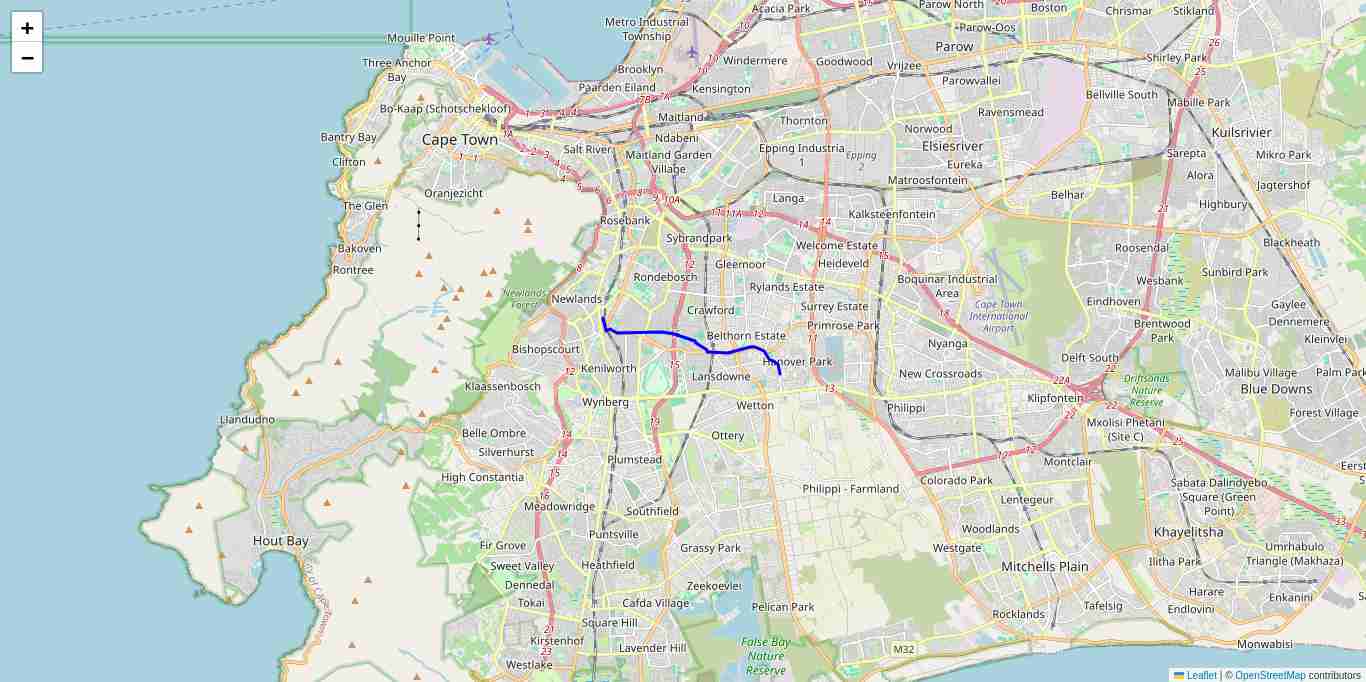 +
−
Acacia Park
Parow North
Boston
Chrismar
Stikland
Metro Industrial
Township
Parow-Oos
Mouille Point
Parow
Three Anchor
Bay
Windermere
Goodwood
Vrijzee
Shirley Park
Brooklyn
Parowvallei
Paarden Eiland
Kensington
Bellville South
Mabille Park
Bo-Kaap (Schotschekloof)
Maitland
Thornton
Ravensmead
Norwood
Kuilsrivier
Bantry Bay
Cape Town
Ndabeni
Elsiesriver
Salt River
Maitland Garden
Village
Epping Industria
1
Epping
2
Eureka
Sarepta
Mikro Park
Clifton
Matroosfontein
Alora
Jagtershof
Oranjezicht
Langa
Belhar
Highbury
The Glen
Rosebank
Kalksteenfontein
Bakoven
Sybrandpark
Welcome Estate
Roosendal
Blackheath
Rontree
Rondebosch
Gleemoor
Heideveld
Boquinar Industrial
Area
Wesbank
Sunbird Park
Newlands
Forest
Newlands
Rylands Estate
Surrey Estate
Cape Town
International
Airport
Eindhoven
Gaylee
Crawford
Primrose Park
Brentwood
Park
Dennemere
Belthorn Estate
Nyanga
Kleinvlei
Bishopscourt
Hanover Park
Delft South
Kenilworth
Lansdowne
New Crossroads
Malibu Village
Palm Park
Klaassenbosch
Driftsands
Nature
Reserve
Blue Downs
Wynberg
Wetton
Philippi
Klipfontein
Forest Village
Llandudno
Belle Ombre
Ottery
Mxolisi Phetani
(Site C)
Silverhurst
Plumstead
Montclair
High Constantia
Colorado Park
Philippi - Farmland
Sabata Dalindyebo
Square (Green
Point)
Meadowridge
Southfield
Lentegeur
Hout Bay
Puntsville
Woodlands
Khayelitsha
Fir Grove
Grassy Park
Westgate
Umrhabulo
Triangle (Makhaza)
Sweet Valley
Heathfield
Mitchells Plain
Ilitha Park
Dennedal
Zeekoevlei
Harare
Enkanini
Tokai
Cafda Village
Pelican Park
Rocklands
Tafelsig
Endlovini
Square Hill
Kirstenhof
Lavender Hill
False Bay
Nature
Reserve
M32
Monwabisi
Westlake
Leaflet | © OpenStreetMap contributors